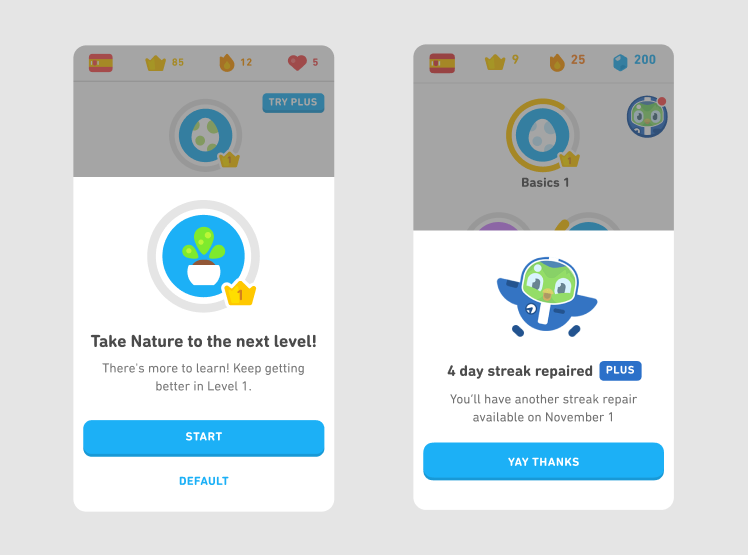 85
12
5
TRY PLUS
1
1
Take Nature to the next level!
There's more to learn! Keep getting
better in Level 1.
START
DEFAULT
9
25
200
1
Basics 1
4 day streak repaired PLUS
You'll have another streak repair
available on November 1
YAY THANKS